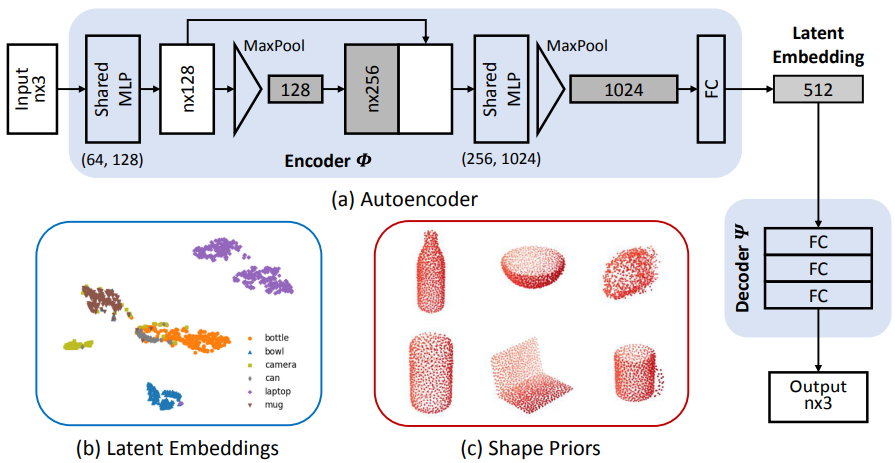 Input
nx3
Shared
MLP
(64, 128)
nx128
MaxPool
128
nx256
Shared
MLP
(256, 1024)
MaxPool
1024
FC
Encoder Φ
Latent
Embedding
512
(a) Autoencoder
Decoder Ψ
FC
FC
FC
Output
nx3
bottle
bowl
camera
can
laptop
mug
(b) Latent Embeddings
(c) Shape Priors